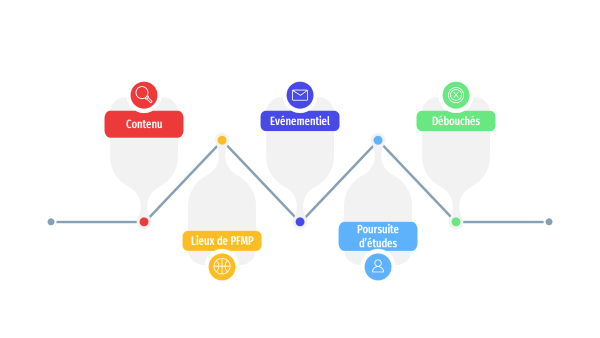 Contenu
Lieux de PFMP
Evénementiel
Poursuite
d'études
Débouchés